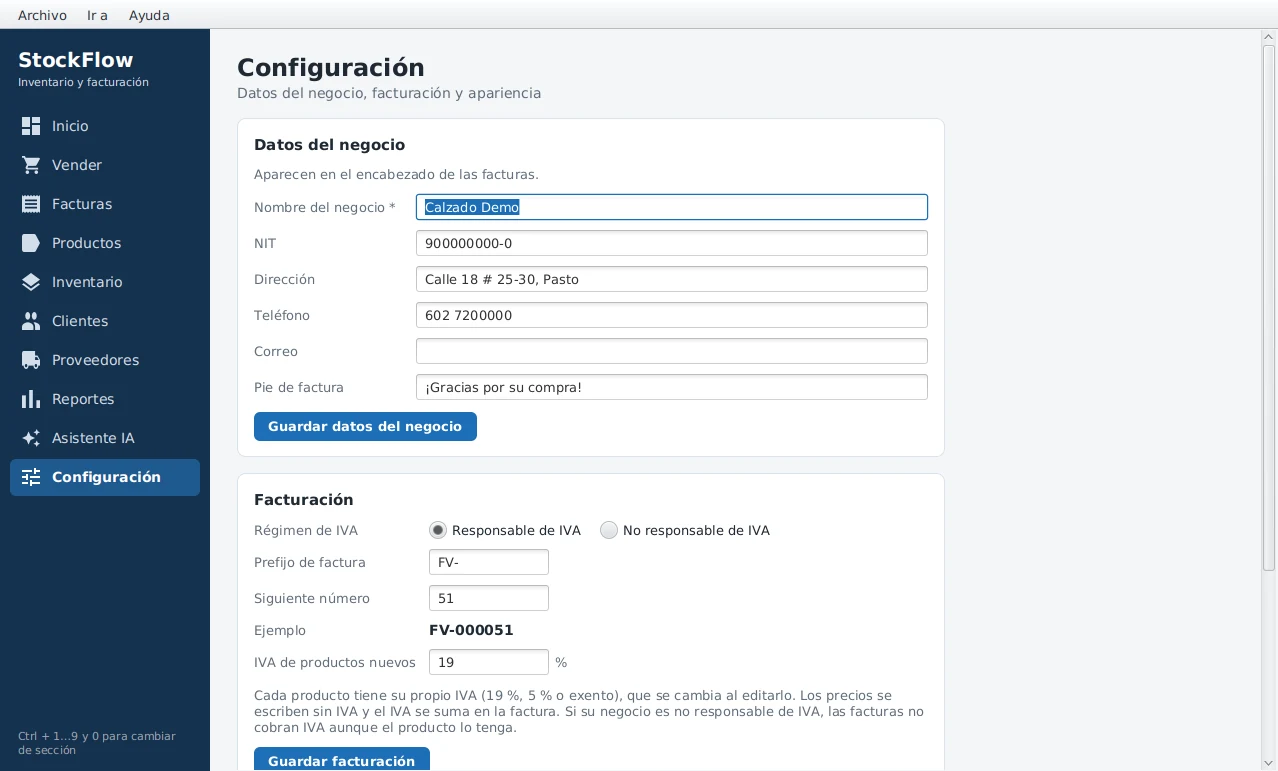 Archivo Ir a Ayuda
StockFlow
Inventario y facturación
Inicio
Vender
Facturas
Productos
Inventario
Clientes
Proveedores
Reportes
Asistente IA
Configuración
Ctrl + 1...9 y 0 para cambiar
de sección
Configuración
Datos del negocio, facturación y apariencia
Datos del negocio
Aparecen en el encabezado de las facturas.
Nombre del negocio * Calzado Demo
NIT 900000000-0
Dirección Calle 18 # 25-30, Pasto
Teléfono 602 7200000
Correo
Pie de factura ¡Gracias por su compra!
Guardar datos del negocio
Facturación
Régimen de IVA Responsable de IVA No responsable de IVA
Prefijo de factura FV-
Siguiente número 51
Ejemplo FV-000051
IVA de productos nuevos 19 %
Cada producto tiene su propio IVA (19 %, 5 % o exento), que se cambia al editarlo. Los precios se
escriben sin IVA y el IVA se suma en la factura. Si su negocio es no responsable de IVA, las facturas no
cobran IVA aunque el producto lo tenga.
Guardar facturación